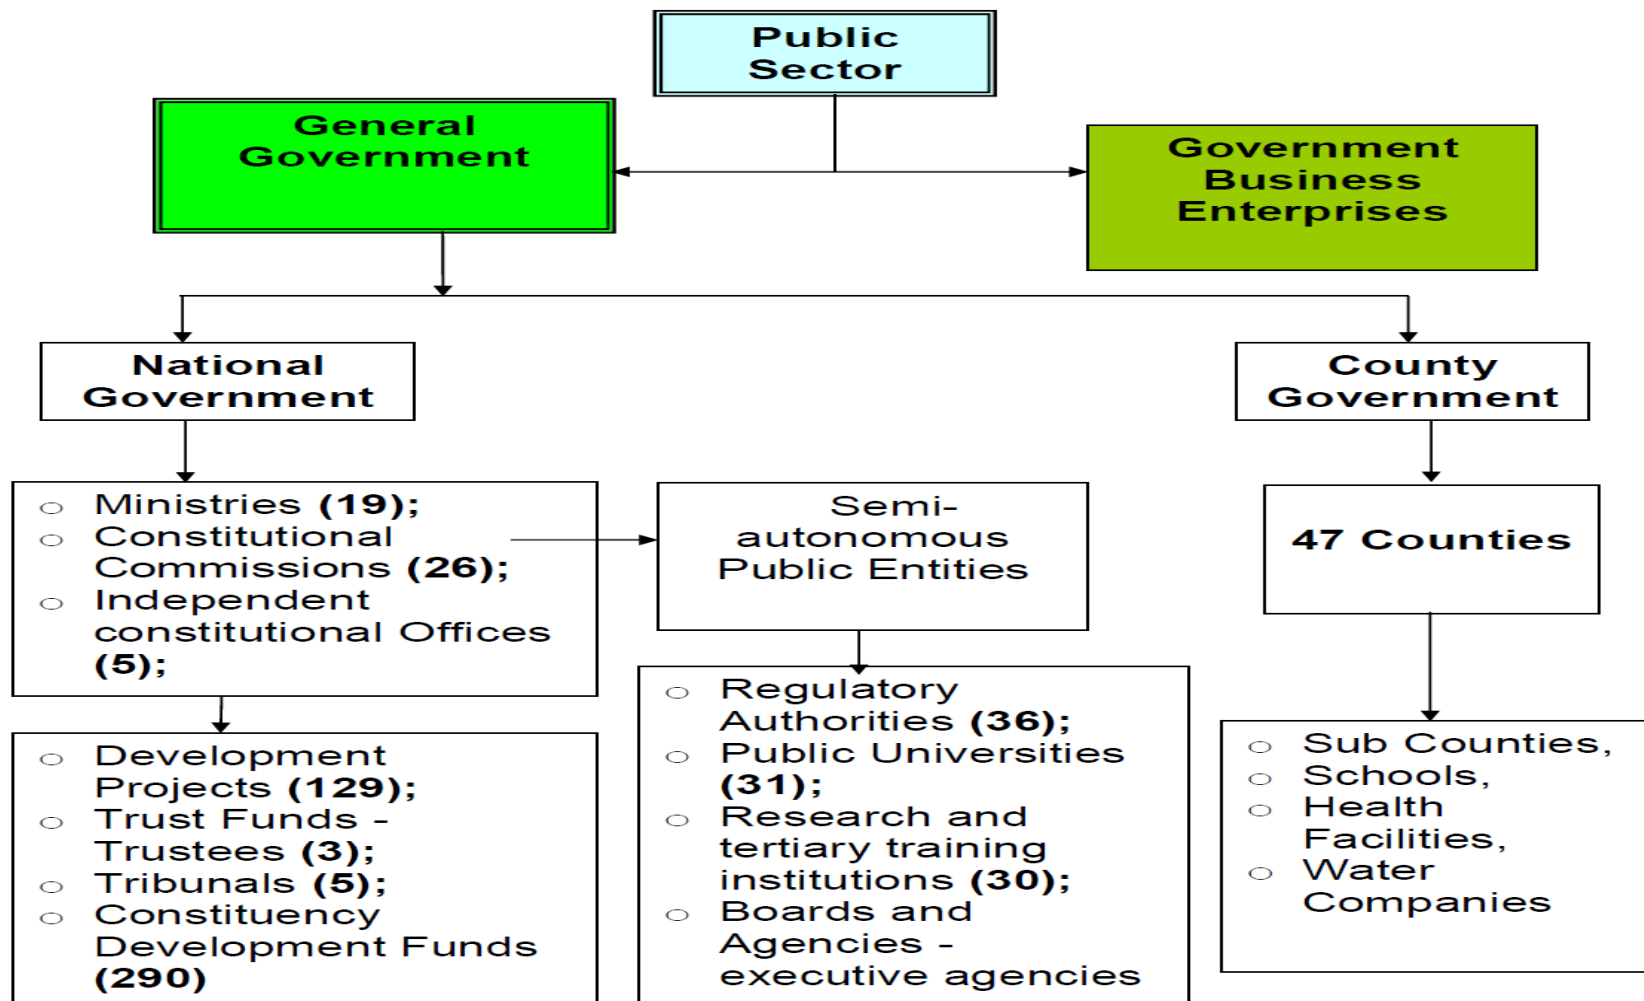 Public
Sector
General
Government
Government
Business
Enterprises
National
Government
County
Government
Ministries (19);
Constitutional
Commissions (26);
Independent
constitutional Offices
(5);
Semi-
autonomous
Public Entities
47 Counties
Development
Projects (129);
Trust Funds -
Trustees (3);
Tribunals (5);
Constituency
Development Funds
(290)
Regulatory
Authorities (36);
Public Universities
(31);
Research and
tertiary training
institutions (30);
Boards and
Agencies -
executive agencies
Sub Counties,
Schools,
Health
Facilities,
Water
Companies